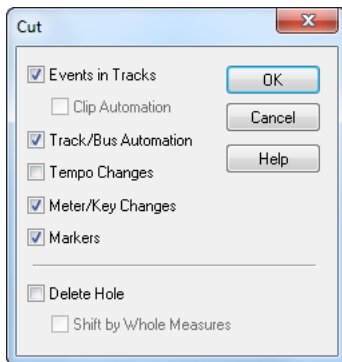 Cut
Events in Tracks
OK
Clip Automation
Cancel
Track/Bus Automation
Help
Tempo Changes
Meter/Key Changes
Markers
Delete Hole
Shift by Whole Measures